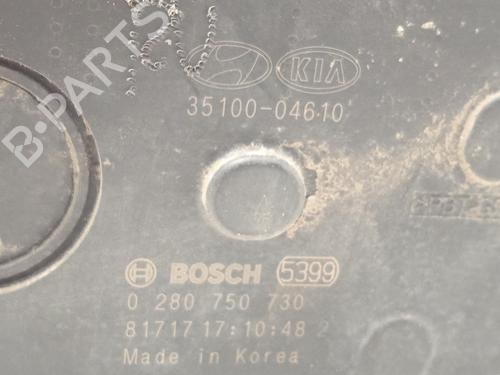 B-PARTS
KIA
35100-04610
BOSCH 5399
0 280 750 730
81717 17:10:48 2
Made in Korea